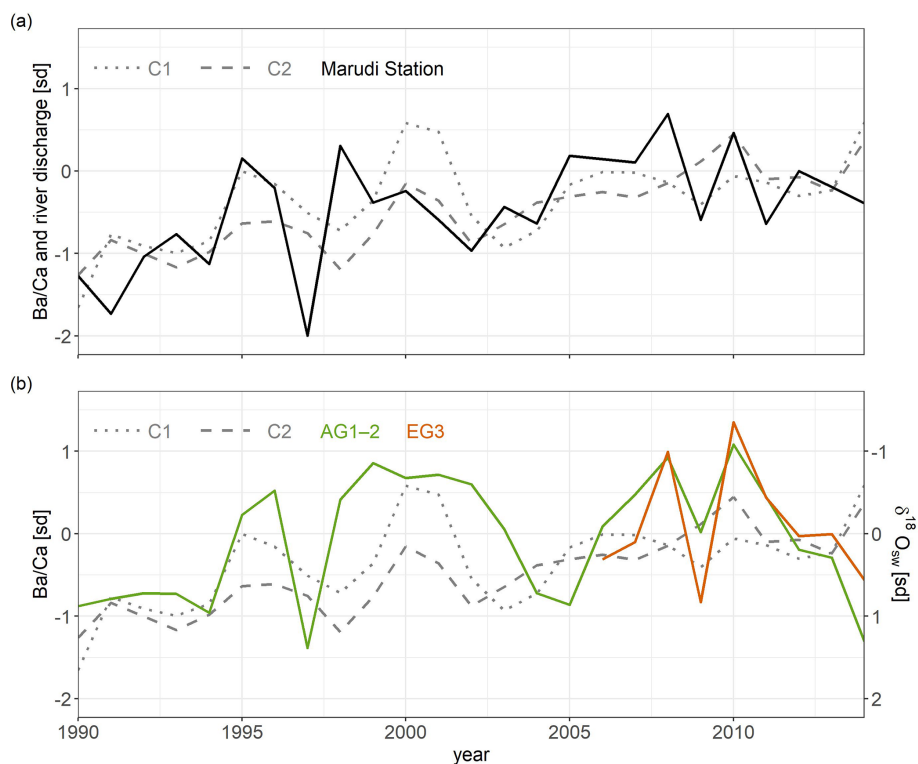 (a)
Ba/Ca and river discharge [sd]
C1 C2 Marudi Station
1
0
-1
-2
(b)
Ba/Ca [sd]
C1 C2 AG1–2 EG3
1 -1
0 0
-1 1
-2 2
δ¹⁸Osw [sd]
1990 1995 2000 2005 2010
year